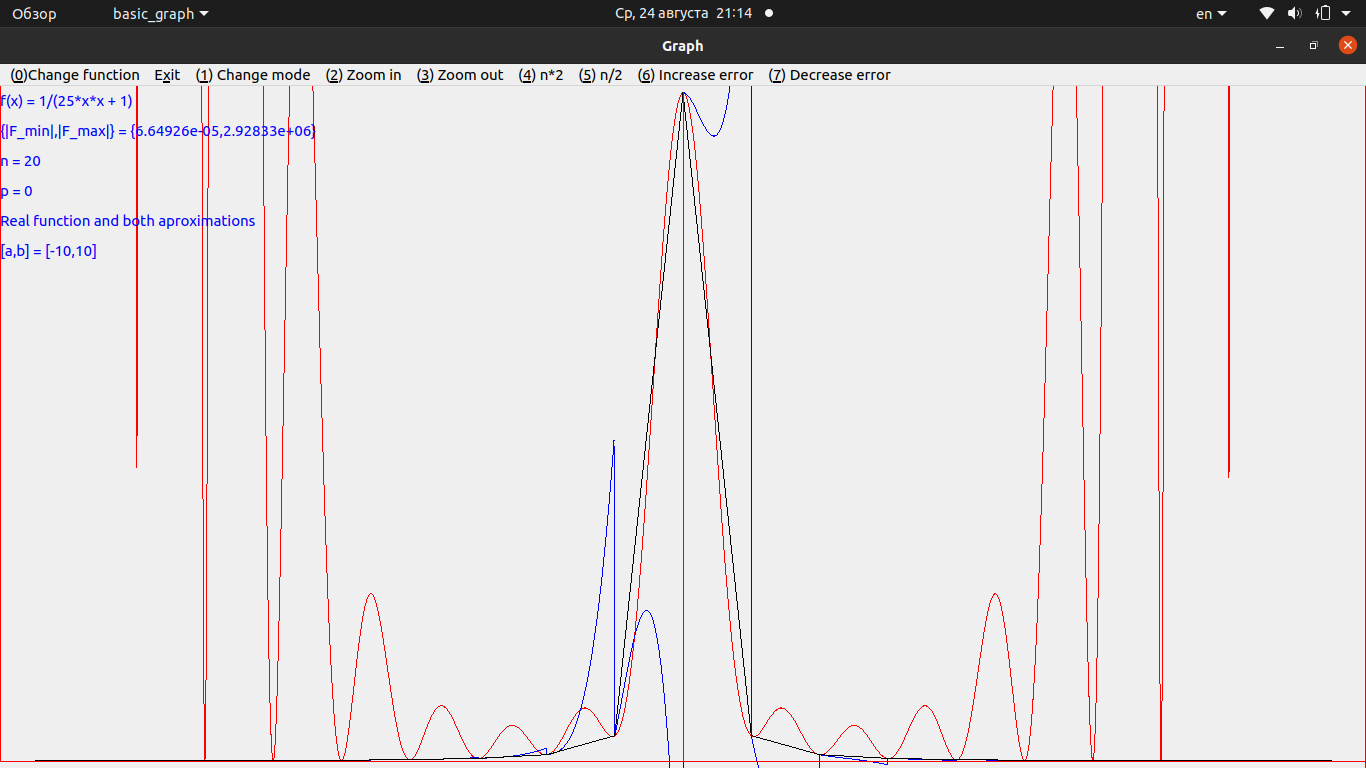 Обзор basic_graph Ср, 24 августа 21:14 en
Graph
(0)Change function Exit (1) Change mode (2) Zoom in (3) Zoom out (4) n*2 (5) n/2 (6) Increase error (7) Decrease error
f(x) = 1/(25*x*x + 1)
{|F_min|,|F_max|} = {6.64926e-05,2.92833e+06}
n = 20
p = 0
Real function and both aproximations
[a,b] = [-10,10]